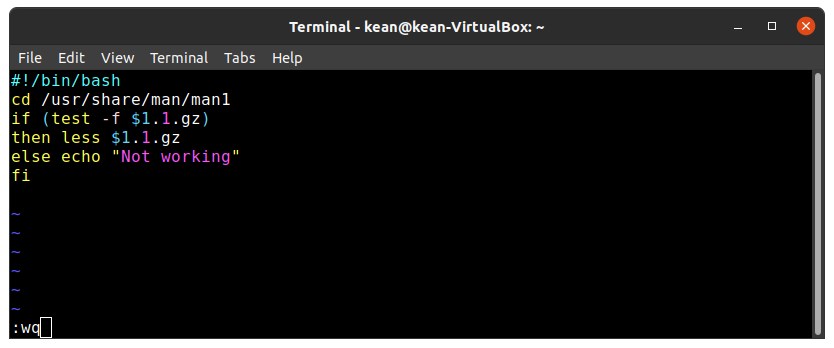 Terminal - kean@kean-VirtualBox: ~
File Edit View Terminal Tabs Help
#!/bin/bash
cd /usr/share/man/man1
if (test -f $1.1.gz)
then less $1.1.gz
else echo "Not working"
fi
~
~
~
~
~
~
:wq